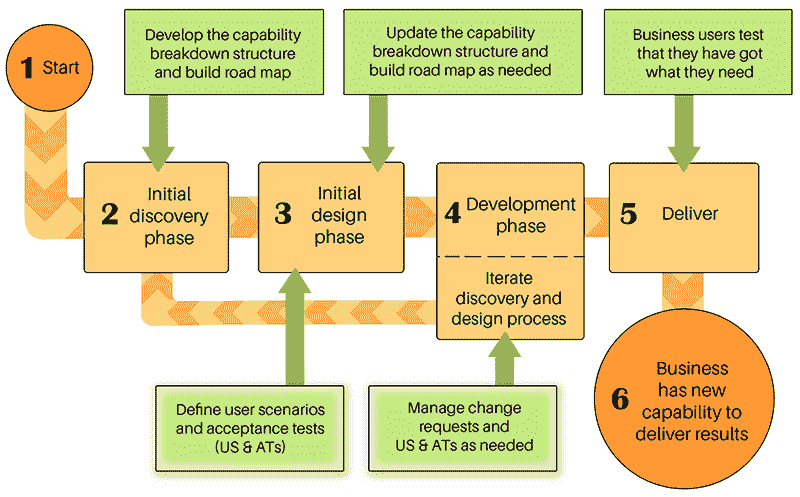 1 Start
Develop the capability
breakdown structure
and build road map
Update the capability
breakdown structure and
build road map as needed
Business users test
that they have got
what they need
2 Initial
discovery
phase
3 Initial
design
phase
4 Development
phase
Iterate
discovery and
design process
5 Deliver
Define user scenarios
and acceptance tests
(US & ATs)
Manage change
requests and
US & ATs as needed
6 Business
has new
capability to
deliver results